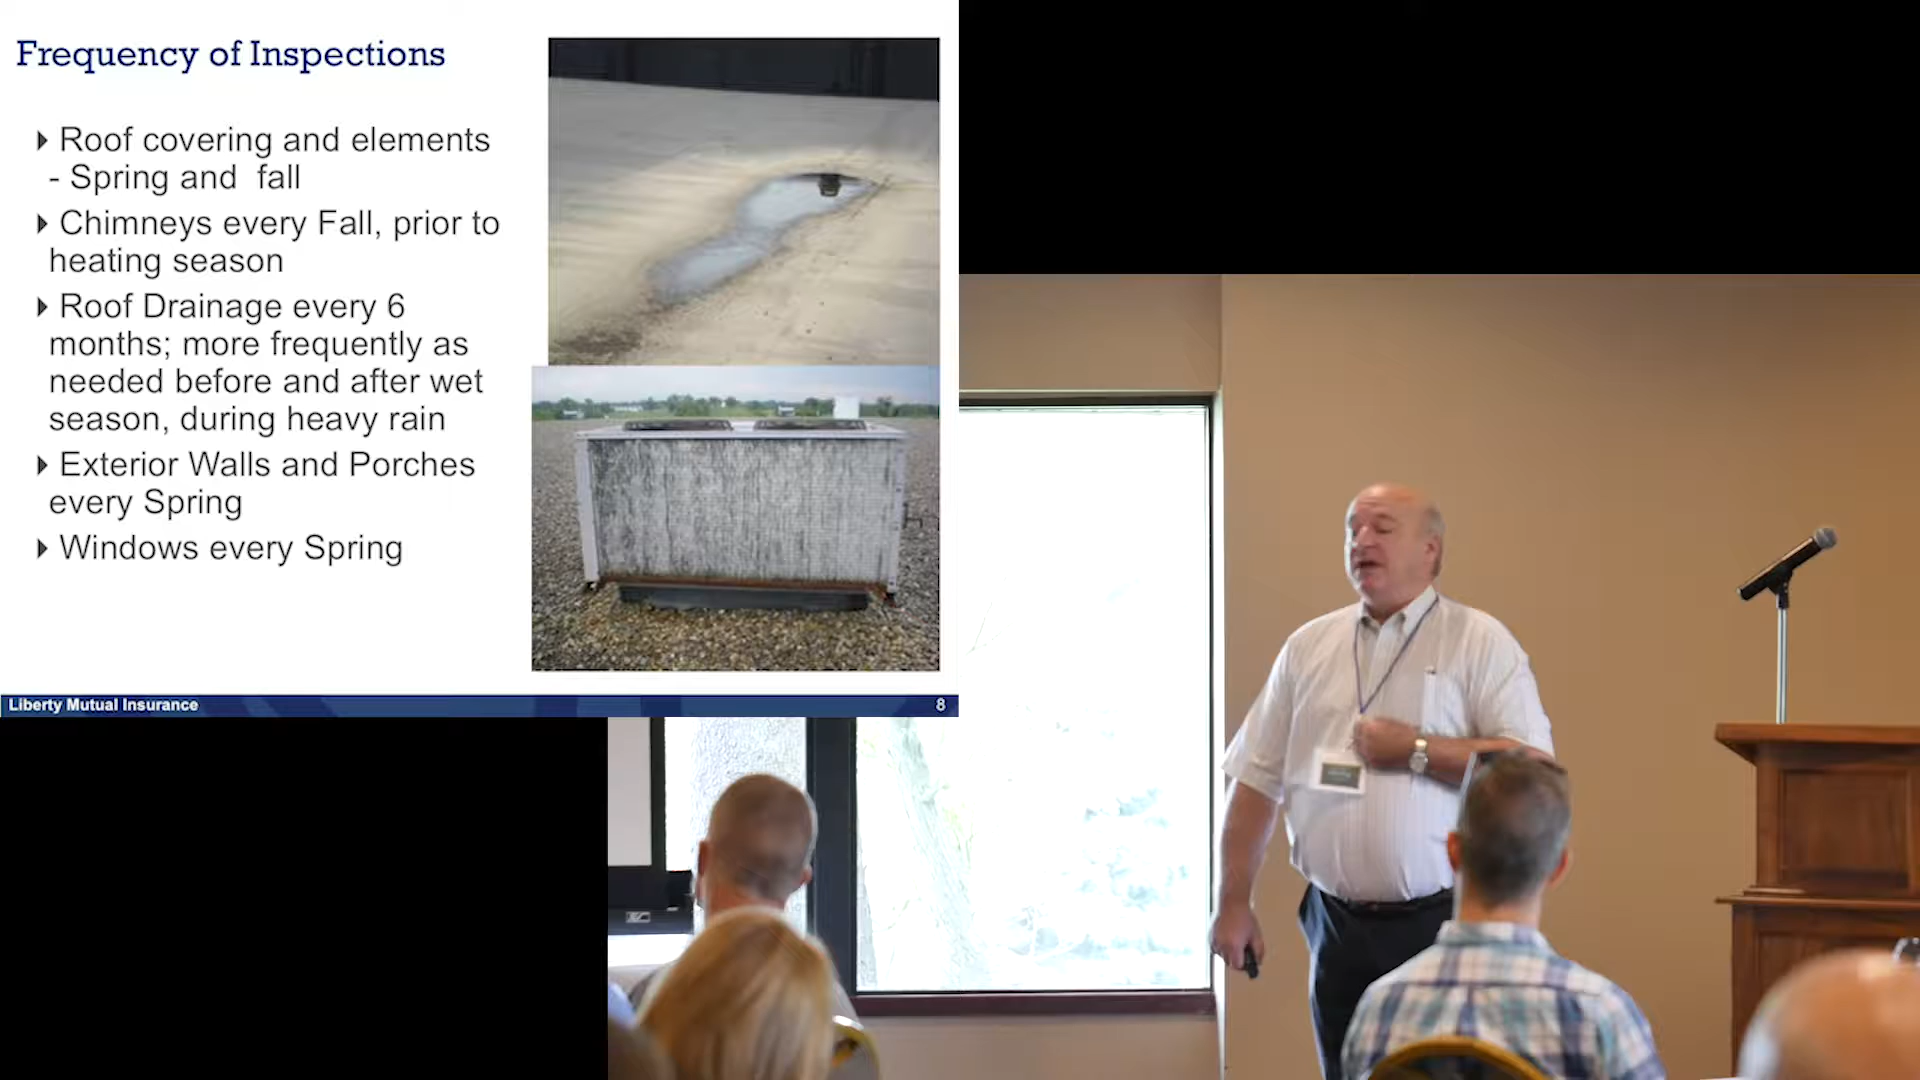 Frequency of Inspections
Roof covering and elements
- Spring and fall
Chimneys every Fall, prior to
heating season
Roof Drainage every 6
months; more frequently as
needed before and after wet
season, during heavy rain
Exterior Walls and Porches
every Spring
Windows every Spring
Liberty Mutual Insurance
8